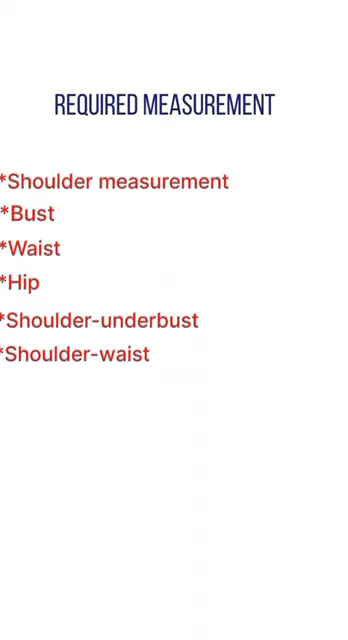 REQUIRED MEASUREMENT
*Shoulder measurement
*Bust
*Waist
*Hip
*Shoulder-underbust
*Shoulder-waist